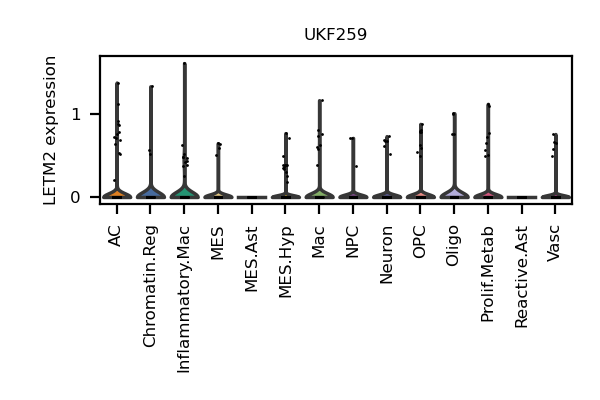 UKF259
LETM2 expression
1
0
AC
Chromatin.Reg
Inflammatory.Mac
MES
MES.Ast
MES.Hyp
Mac
NPC
Neuron
OPC
Oligo
Prolif.Metab
Reactive.Ast
Vasc